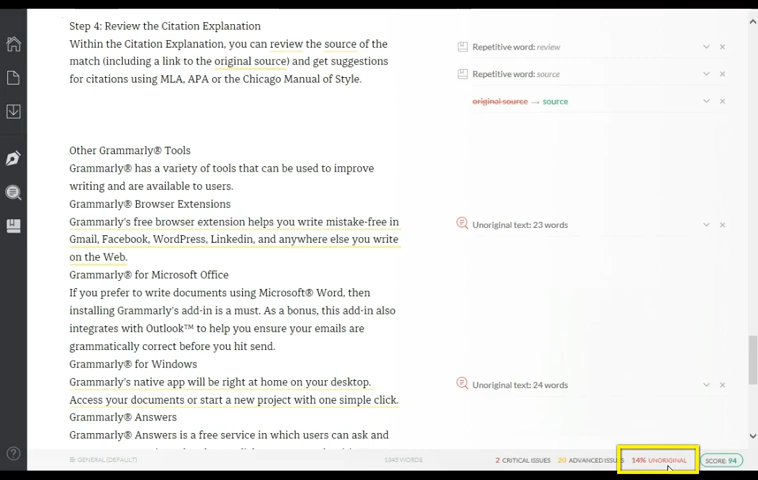 Step 4: Review the Citation Explanation
Within the Citation Explanation, you can review the source of the
match (including a link to the original source) and get suggestions
for citations using MLA, APA or the Chicago Manual of Style.
Repetitive word: review
Repetitive word: source
original source → source
Other Grammarly® Tools
Grammarly® has a variety of tools that can be used to improve
writing and are available to users.
Grammarly® Browser Extensions
Grammarly's free browser extension helps you write mistake-free in
Gmail, Facebook, WordPress, Linkedin, and anywhere else you write
on the Web.
Unoriginal text: 23 words
Grammarly® for Microsoft Office
If you prefer to write documents using Microsoft® Word, then
installing Grammarly's add-in is a must. As a bonus, this add-in also
integrates with Outlook™ to help you ensure your emails are
grammatically correct before you hit send.
Grammarly® for Windows
Grammarly's native app will be right at home on your desktop.
Access your documents or start a new project with one simple click.
Unoriginal text: 24 words
Grammarly® Answers
Grammarly® Answers is a free service in which users can ask and
GENERAL (DEFAULT) WORDS 2 CRITICAL ISSUES 20 ADVANCED ISSUES 14% UNORIGINAL SCORE: 94